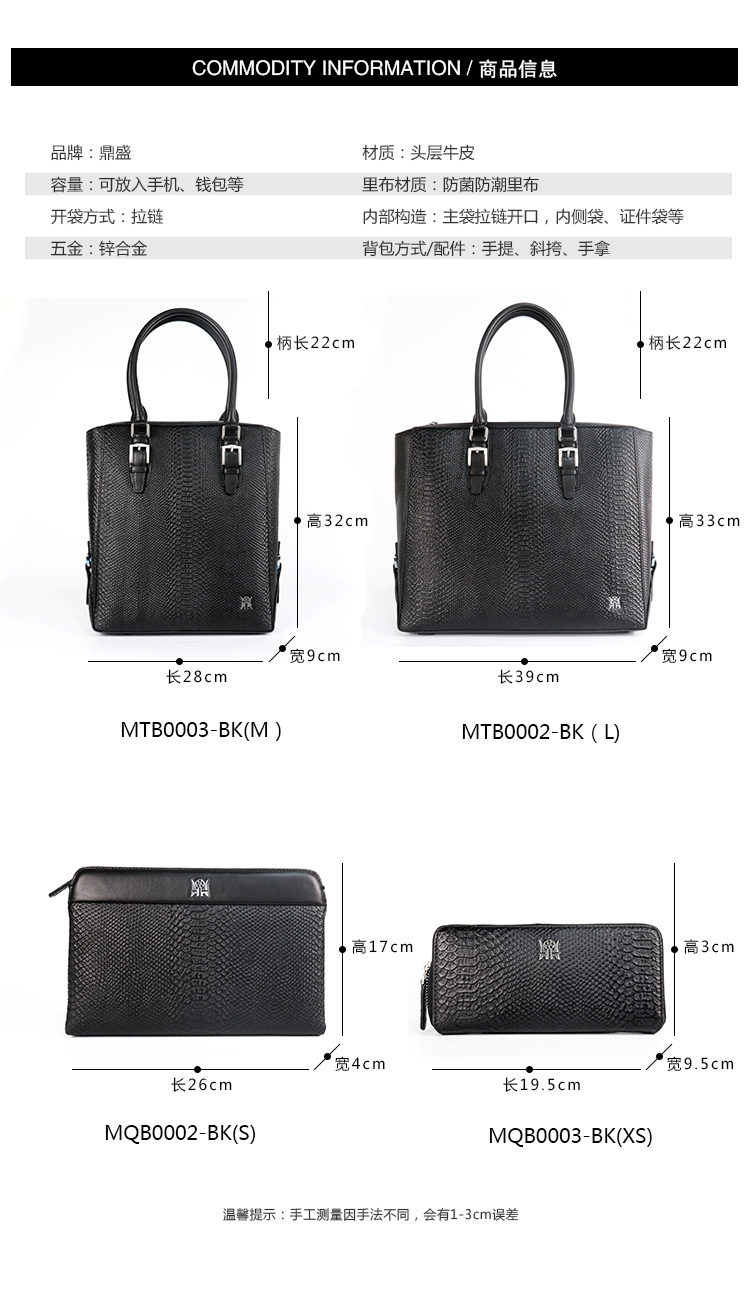 COMMODITY INFORMATION / 商品信息
品牌：鼎盛
材质：头层牛皮
容量：可放入手机、钱包等
里布材质：防菌防潮里布
开袋方式：拉链
内部构造：主袋拉链开口，内侧袋、证件袋等
五金：锌合金
背包方式/配件：手提、斜挎、手拿
柄长22cm
高32cm
宽9cm
长28cm
MTB0003-BK(M）
柄长22cm
高33cm
宽9cm
长39cm
MTB0002-BK（L)
高17cm
宽4cm
长26cm
MQB0002-BK(S)
高3cm
宽9.5cm
长19.5cm
MQB0003-BK(XS)
温馨提示：手工测量因手法不同，会有1-3cm误差